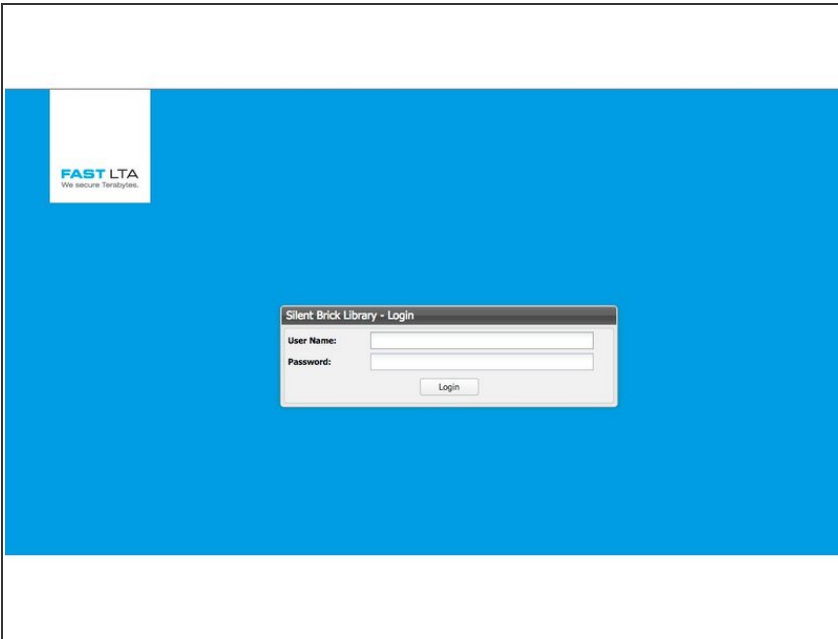 FAST LTA
We secure Terabytes.
Silent Brick Library - Login
User Name:
Password:
Login